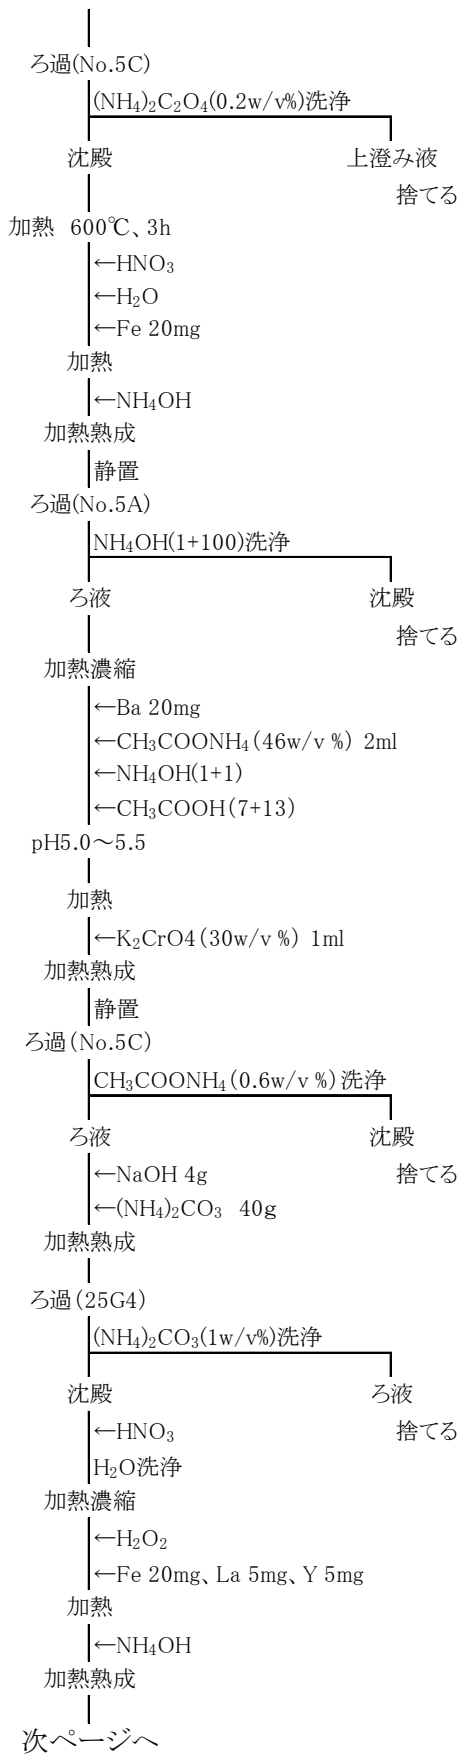 ろ過(No.5C)
(NH₄)₂C₂O₄(0.2w/v%)洗浄
沈殿 上澄み液
捨てる
加熱 600℃、3h
←HNO₃
←H₂O
←Fe 20mg
加熱
←NH₄OH
加熱熟成
静置
ろ過(No.5A)
NH₄OH(1+100)洗浄
ろ液 沈殿
捨てる
加熱濃縮
←Ba 20mg
←CH₃COONH₄(46w/v %) 2ml
←NH₄OH(1+1)
←CH₃COOH(7+13)
pH5.0～5.5
加熱
←K₂CrO4(30w/v %) 1ml
加熱熟成
静置
ろ過(No.5C)
CH₃COONH₄(0.6w/v %)洗浄
ろ液 沈殿
←NaOH 4g 捨てる
←(NH₄)₂CO₃ 40g
加熱熟成
ろ過(25G4)
(NH₄)₂CO₃(1w/v%)洗浄
沈殿 ろ液
←HNO₃ 捨てる
H₂O洗浄
加熱濃縮
←H₂O₂
←Fe 20mg、La 5mg、Y 5mg
加熱
←NH₄OH
加熱熟成
次ページへ